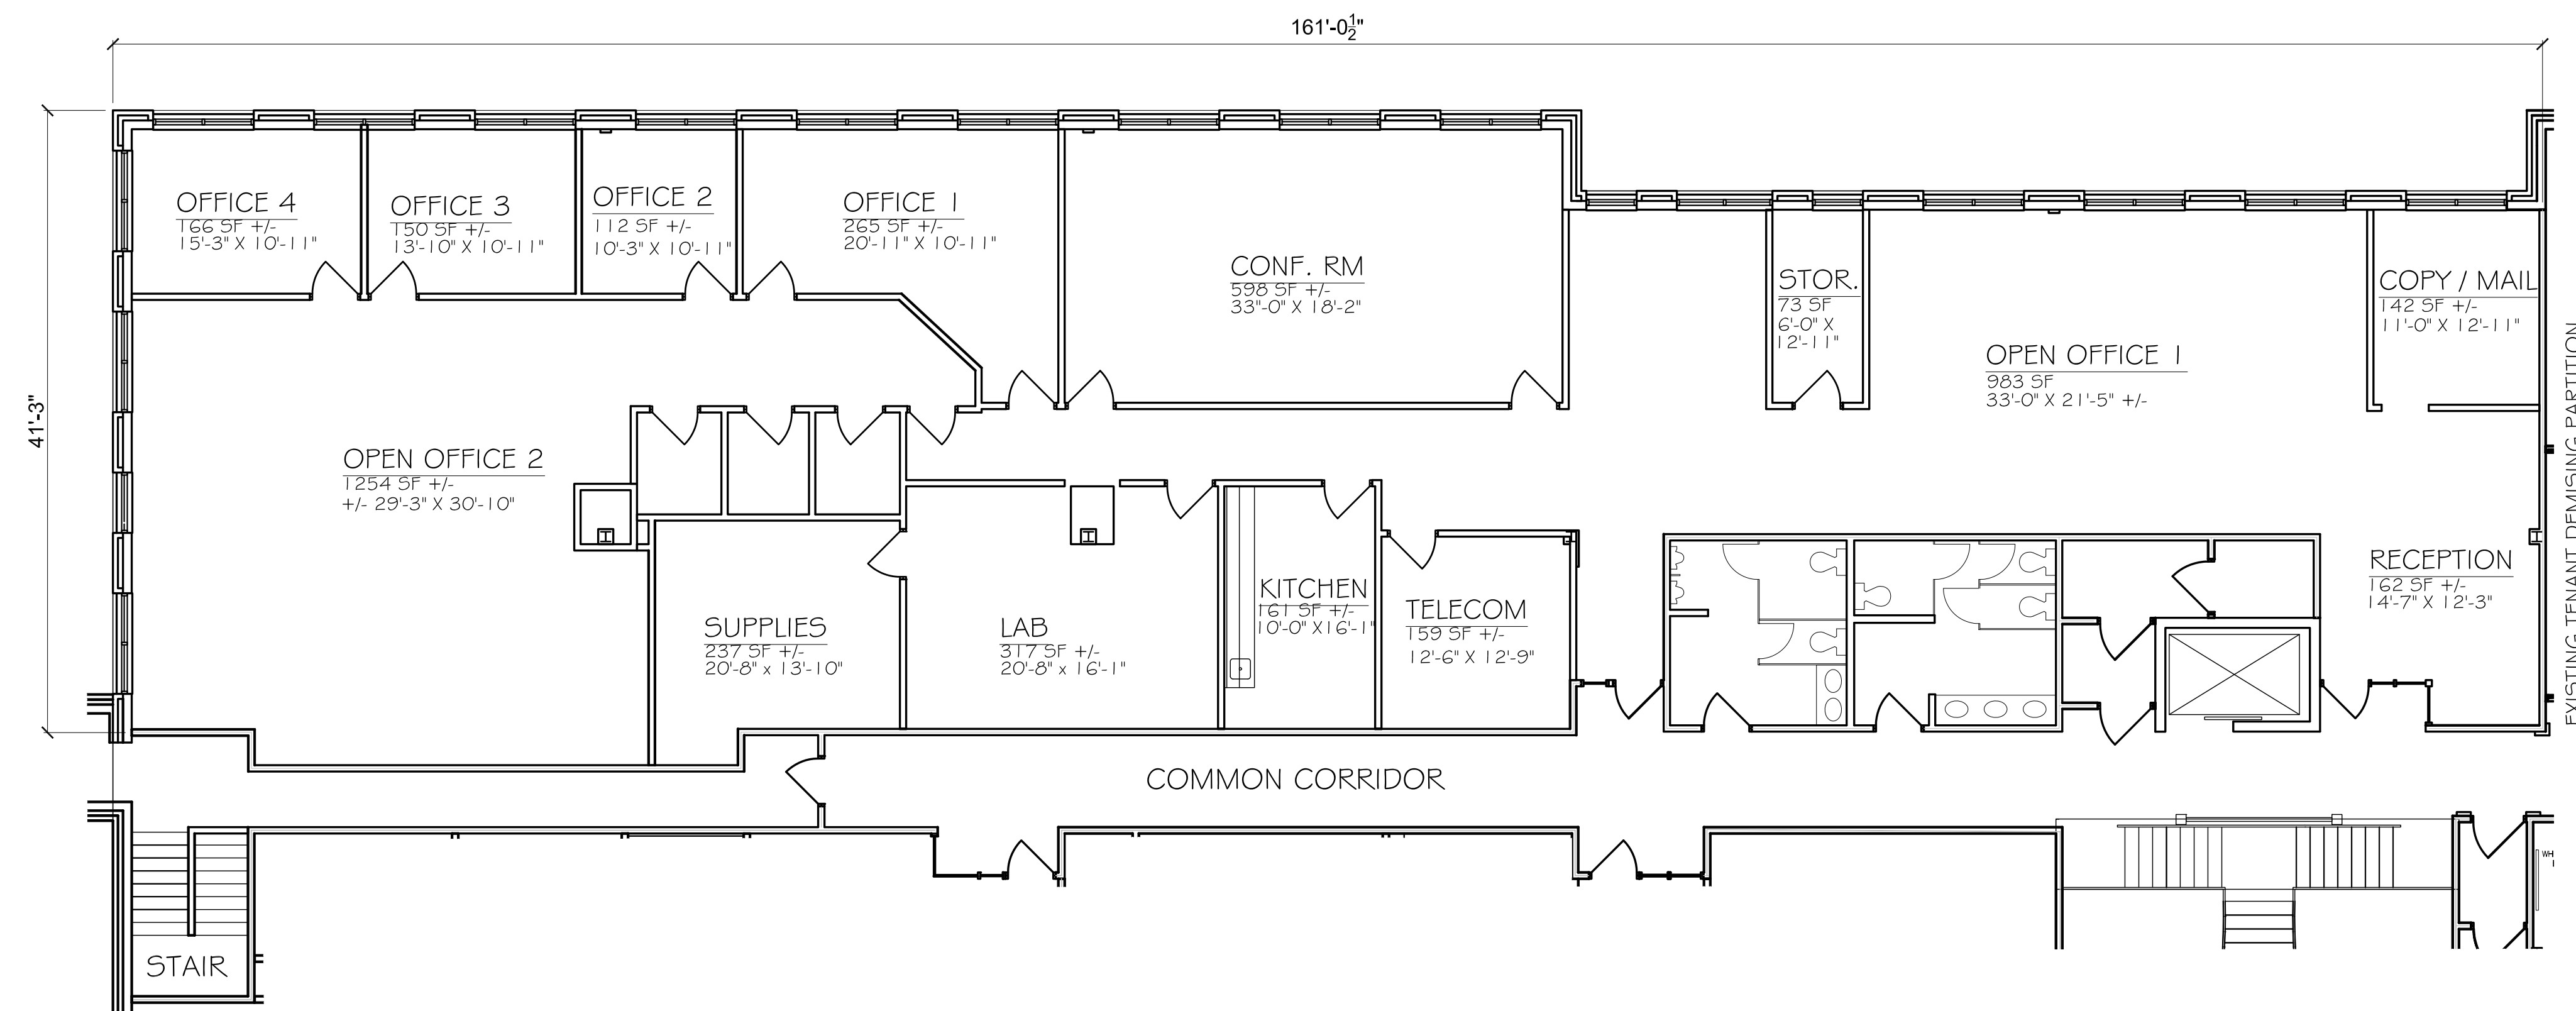 161'-0½"
41'-3"
OFFICE 4
166 SF +/-
15'-3" X 10'-11"
OFFICE 3
150 SF +/-
13'-10" X 10'-11"
OFFICE 2
112 SF +/-
10'-3" X 10'-11"
OFFICE 1
265 SF +/-
20'-11" X 10'-11"
CONF. RM
598 SF +/-
33"-0" X 18'-2"
STOR.
73 SF
6'-0" X
12'-11"
OPEN OFFICE 1
983 SF
33'-0" X 21'-5" +/-
COPY / MAIL
142 SF +/-
11'-0" X 12'-11"
EXISTING TENANT DEMISING PARTITION
OPEN OFFICE 2
1254 SF +/-
+/- 29'-3" X 30'-10"
SUPPLIES
237 SF +/-
20'-8" x 13'-10"
LAB
317 SF +/-
20'-8" x 16'-1"
KITCHEN
161 SF +/-
10'-0" X16'-1"
TELECOM
159 SF +/-
12'-6" X 12'-9"
RECEPTION
162 SF +/-
14'-7" X 12'-3"
COMMON CORRIDOR
STAIR
WH